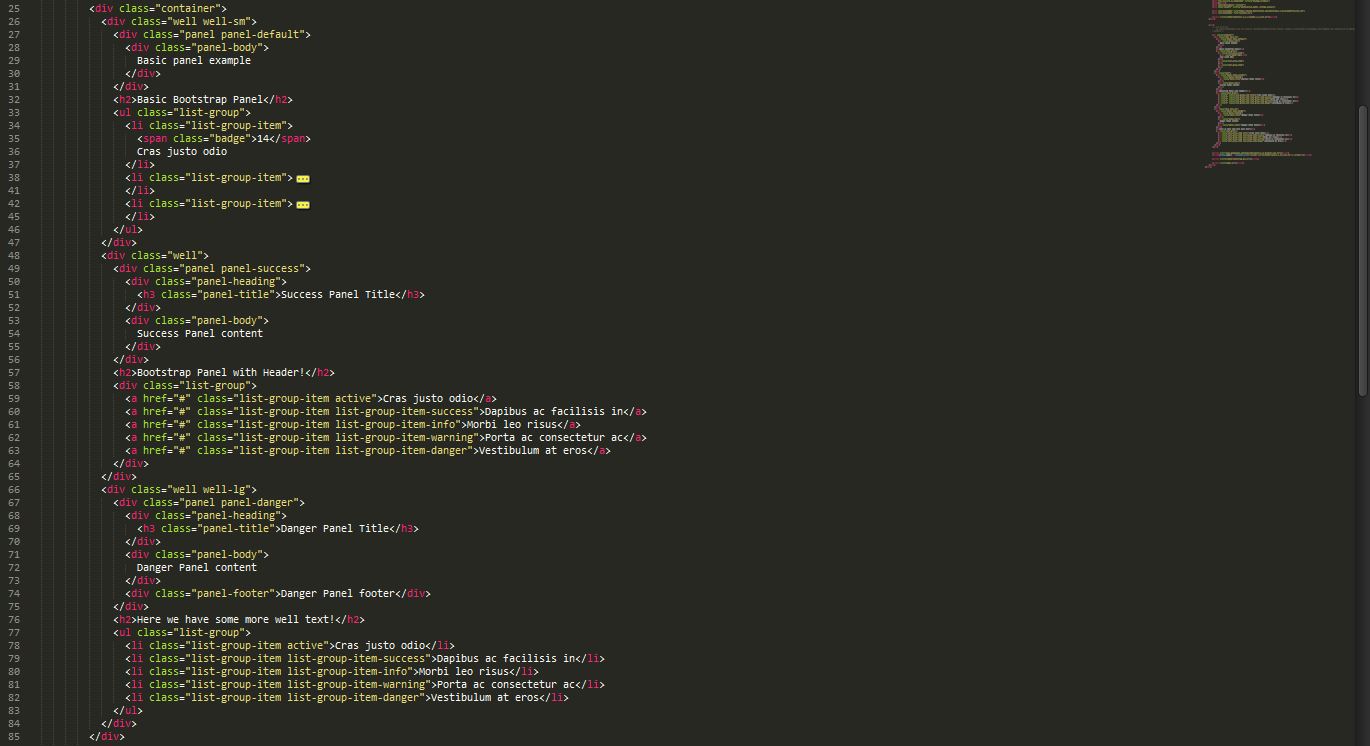 25 <div class="container">
26 <div class="well well-sm">
27 <div class="panel panel-default">
28 <div class="panel-body">
29 Basic panel example
30 </div>
31 </div>
32 <h2>Basic Bootstrap Panel</h2>
33 <ul class="list-group">
34 <li class="list-group-item">
35 <span class="badge">14</span>
36 Cras justo odio
37 </li>
38 <li class="list-group-item">
41 </li>
42 <li class="list-group-item">
45 </li>
46 </ul>
47 </div>
48 <div class="well">
49 <div class="panel panel-success">
50 <div class="panel-heading">
51 <h3 class="panel-title">Success Panel Title</h3>
52 </div>
53 <div class="panel-body">
54 Success Panel content
55 </div>
56 </div>
57 <h2>Bootstrap Panel with Header!</h2>
58 <div class="list-group">
59 <a href="#" class="list-group-item active">Cras justo odio</a>
60 <a href="#" class="list-group-item list-group-item-success">Dapibus ac facilisis in</a>
61 <a href="#" class="list-group-item list-group-item-info">Morbi leo risus</a>
62 <a href="#" class="list-group-item list-group-item-warning">Porta ac consectetur ac</a>
63 <a href="#" class="list-group-item list-group-item-danger">Vestibulum at eros</a>
64 </div>
65 </div>
66 <div class="well well-lg">
67 <div class="panel panel-danger">
68 <div class="panel-heading">
69 <h3 class="panel-title">Danger Panel Title</h3>
70 </div>
71 <div class="panel-body">
72 Danger Panel content
73 </div>
74 <div class="panel-footer">Danger Panel footer</div>
75 </div>
76 <h2>Here we have some more well text!</h2>
77 <ul class="list-group">
78 <li class="list-group-item active">Cras justo odio</li>
79 <li class="list-group-item list-group-item-success">Dapibus ac facilisis in</li>
80 <li class="list-group-item list-group-item-info">Morbi leo risus</li>
81 <li class="list-group-item list-group-item-warning">Porta ac consectetur ac</li>
82 <li class="list-group-item list-group-item-danger">Vestibulum at eros</li>
83 </ul>
84 </div>
85 </div>